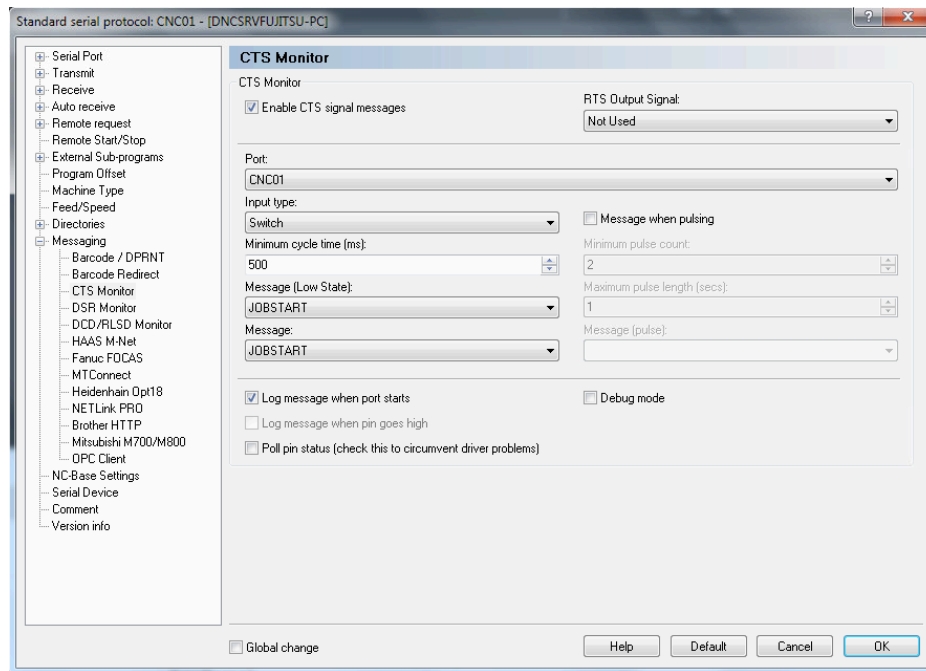 Standard serial protocol: CNC01 - [DNCSRVFUJITSU-PC]
Serial Port
Transmit
Receive
Auto receive
Remote request
Remote Start/Stop
External Sub-programs
Program Offset
Machine Type
Feed/Speed
Directories
Messaging
Barcode / DPRNT
Barcode Redirect
CTS Monitor
DSR Monitor
DCD/RLSD Monitor
HAAS M-Net
Fanuc FOCAS
MTConnect
Heidenhain Opt18
NETLink PRO
Brother HTTP
Mitsubishi M700/M800
OPC Client
NC-Base Settings
Serial Device
Comment
Version info
CTS Monitor
CTS Monitor
Enable CTS signal messages
RTS Output Signal:
Not Used
Port:
CNC01
Input type:
Switch
Message when pulsing
Minimum cycle time (ms):
Minimum pulse count:
500
2
Message (Low State):
Maximum pulse length (secs):
JOBSTART
1
Message:
Message (pulse):
JOBSTART
Log message when port starts
Debug mode
Log message when pin goes high
Poll pin status (check this to circumvent driver problems)
Global change
Help
Default
Cancel
OK